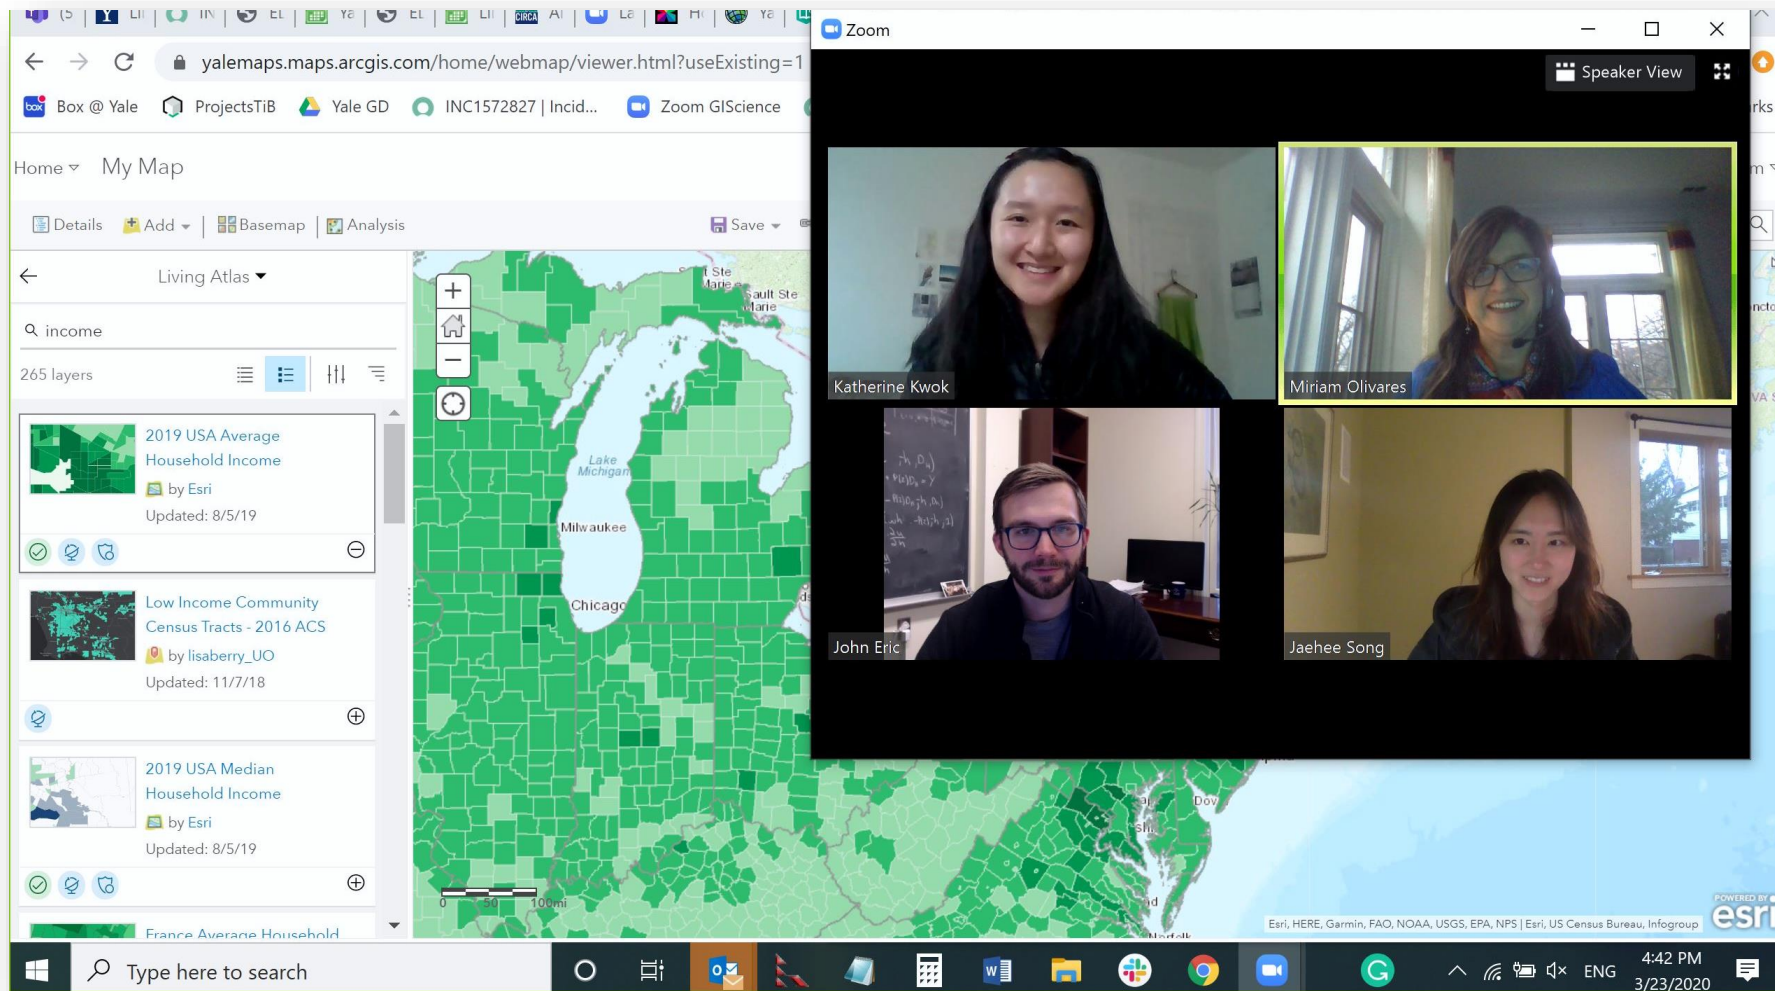 yalemaps.maps.arcgis.com/home/webmap/viewer.html?useExisting=1
Box @ Yale
ProjectsTiB
Yale GD
INC1572827 | Incid...
Zoom GIScience
Home
My Map
Details
Add
Basemap
Analysis
Save
Living Atlas
income
265 layers
2019 USA Average
Household Income
by Esri
Updated: 8/5/19
Low Income Community
Census Tracts - 2016 ACS
by lisaberry_UO
Updated: 11/7/18
2019 USA Median
Household Income
by Esri
Updated: 8/5/19
France Average Household
Sault Ste
Marie
Lake
Michigan
Milwaukee
Chicago
0 50 100mi
Norfolk
Esri, HERE, Garmin, FAO, NOAA, USGS, EPA, NPS | Esri, US Census Bureau, Infogroup
POWERED BY
esri
Zoom
Speaker View
Katherine Kwok
Miriam Olivares
John Eric
Jaehee Song
Type here to search
ENG
4:42 PM
3/23/2020